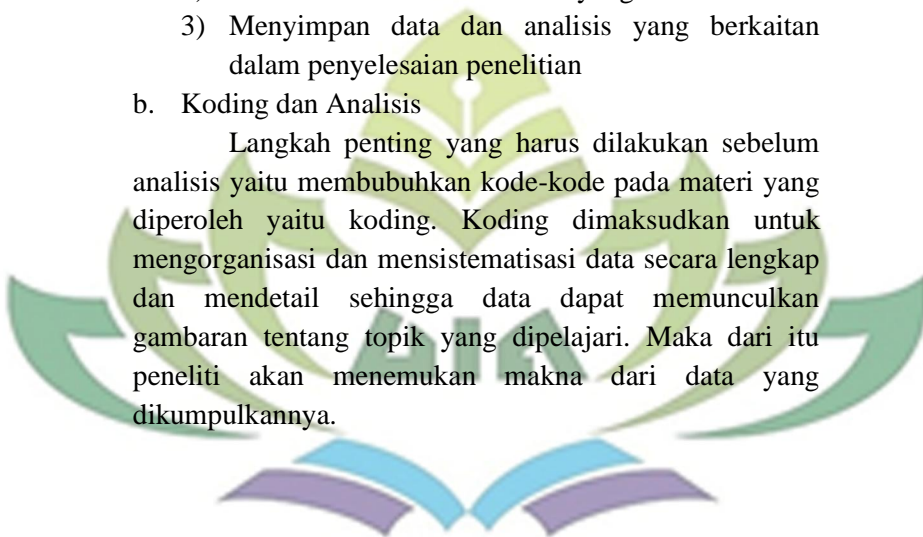 3) Menyimpan data dan analisis yang berkaitan
dalam penyelesaian penelitian
b. Koding dan Analisis
Langkah penting yang harus dilakukan sebelum
analisis yaitu membubuhkan kode-kode pada materi yang
diperoleh yaitu koding. Koding dimaksudkan untuk
mengorganisasi dan mensistematisasi data secara lengkap
dan mendetail sehingga data dapat memunculkan
gambaran tentang topik yang dipelajari. Maka dari itu
peneliti akan menemukan makna dari data yang
dikumpulkannya.